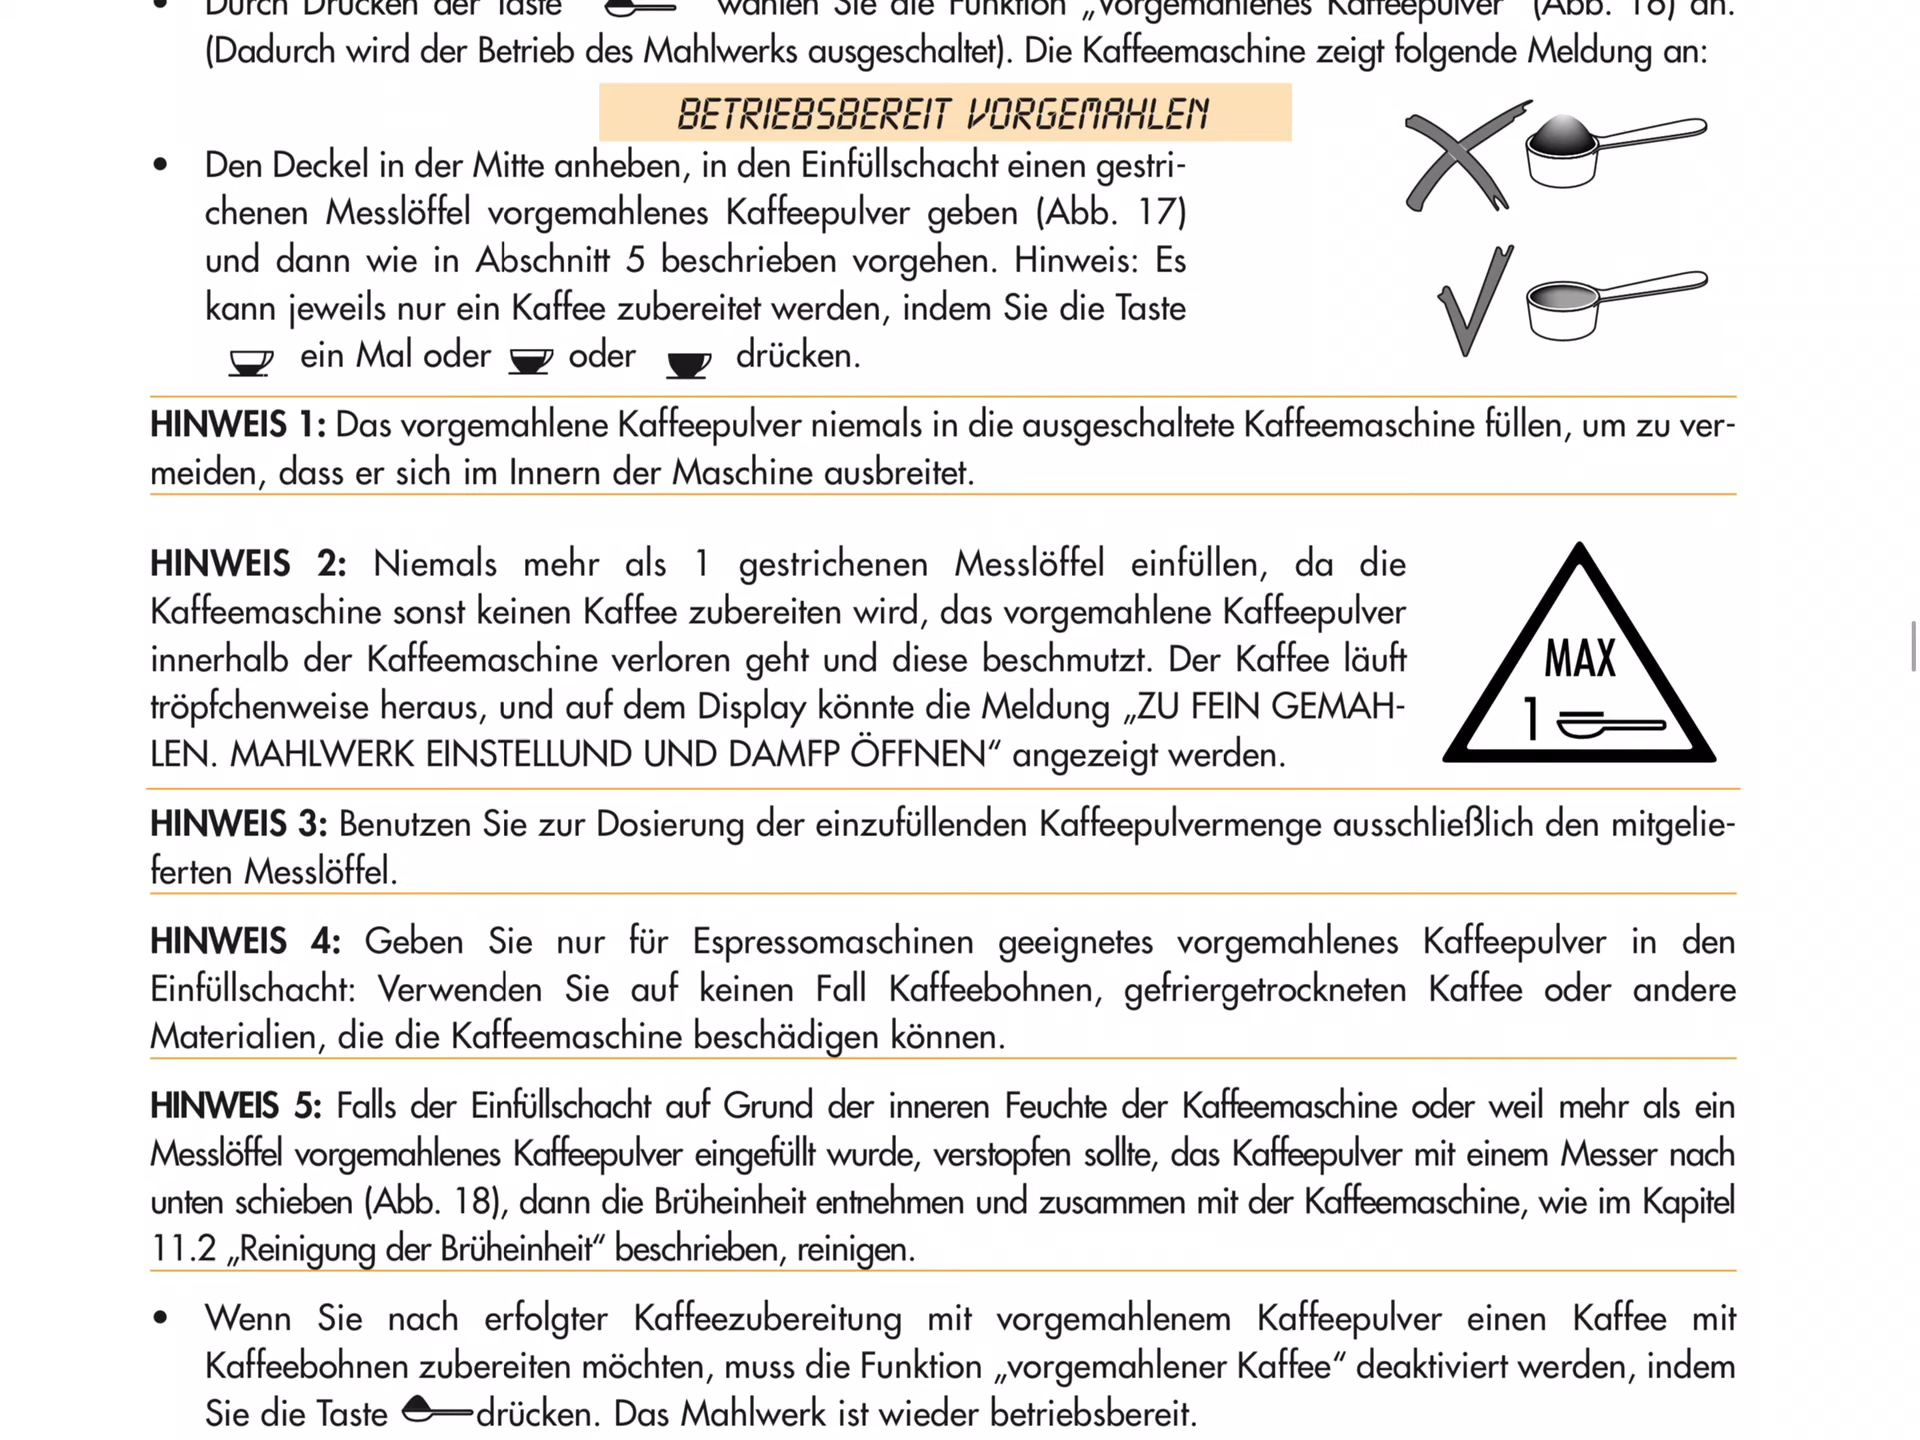 Durch Drücken der Taste wählen Sie die Funktion „Vorgemahlenes Kaffeepulver“ (Abb. 16) an.
(Dadurch wird der Betrieb des Mahlwerks ausgeschaltet). Die Kaffeemaschine zeigt folgende Meldung an:
BETRIEBSBEREIT VORGEMAHLEN
• Den Deckel in der Mitte anheben, in den Einfüllschacht einen gestri-
chenen Messlöffel vorgemahlenes Kaffeepulver geben (Abb. 17)
und dann wie in Abschnitt 5 beschrieben vorgehen. Hinweis: Es
kann jeweils nur ein Kaffee zubereitet werden, indem Sie die Taste
ein Mal oder oder drücken.
HINWEIS 1: Das vorgemahlene Kaffeepulver niemals in die ausgeschaltete Kaffeemaschine füllen, um zu ver-
meiden, dass er sich im Innern der Maschine ausbreitet.
HINWEIS 2: Niemals mehr als 1 gestrichenen Messlöffel einfüllen, da die
Kaffeemaschine sonst keinen Kaffee zubereiten wird, das vorgemahlene Kaffeepulver
innerhalb der Kaffeemaschine verloren geht und diese beschmutzt. Der Kaffee läuft
tröpfchenweise heraus, und auf dem Display könnte die Meldung „ZU FEIN GEMAH-
LEN. MAHLWERK EINSTELLUND UND DAMFP ÖFFNEN“ angezeigt werden.
MAX
1
HINWEIS 3: Benutzen Sie zur Dosierung der einzufüllenden Kaffeepulvermenge ausschließlich den mitgelie-
ferten Messlöffel.
HINWEIS 4: Geben Sie nur für Espressomaschinen geeignetes vorgemahlenes Kaffeepulver in den
Einfüllschacht: Verwenden Sie auf keinen Fall Kaffeebohnen, gefriergetrockneten Kaffee oder andere
Materialien, die die Kaffeemaschine beschädigen können.
HINWEIS 5: Falls der Einfüllschacht auf Grund der inneren Feuchte der Kaffeemaschine oder weil mehr als ein
Messlöffel vorgemahlenes Kaffeepulver eingefüllt wurde, verstopfen sollte, das Kaffeepulver mit einem Messer nach
unten schieben (Abb. 18), dann die Brüheinheit entnehmen und zusammen mit der Kaffeemaschine, wie im Kapitel
11.2 „Reinigung der Brüheinheit“ beschrieben, reinigen.
• Wenn Sie nach erfolgter Kaffeezubereitung mit vorgemahlenem Kaffeepulver einen Kaffee mit
Kaffeebohnen zubereiten möchten, muss die Funktion „vorgemahlener Kaffee“ deaktiviert werden, indem
Sie die Taste drücken. Das Mahlwerk ist wieder betriebsbereit.